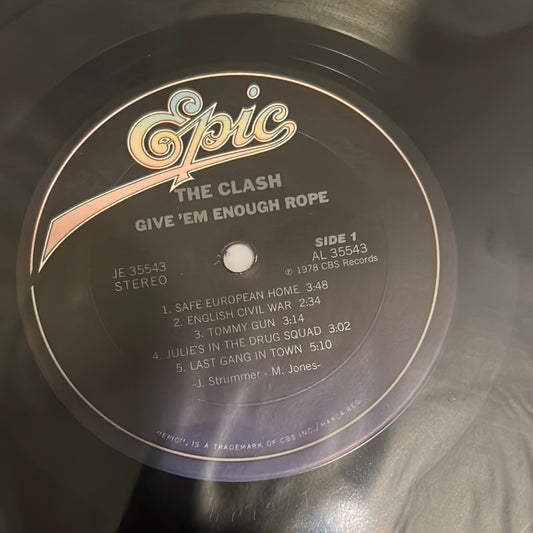 Epic
THE CLASH
GIVE 'EM ENOUGH ROPE
JE 35543
STEREO
SIDE 1
AL 35543
℗ 1978 CBS Records
1. SAFE EUROPEAN HOME 3:48
2. ENGLISH CIVIL WAR 2:34
3. TOMMY GUN 3:14
4. JULIE'S IN THE DRUG SQUAD 3:02
5. LAST GANG IN TOWN 5:10
-J. Strummer - M. Jones-
"EPIC", IS A TRADEMARK OF CBS INC./MARCA REG.